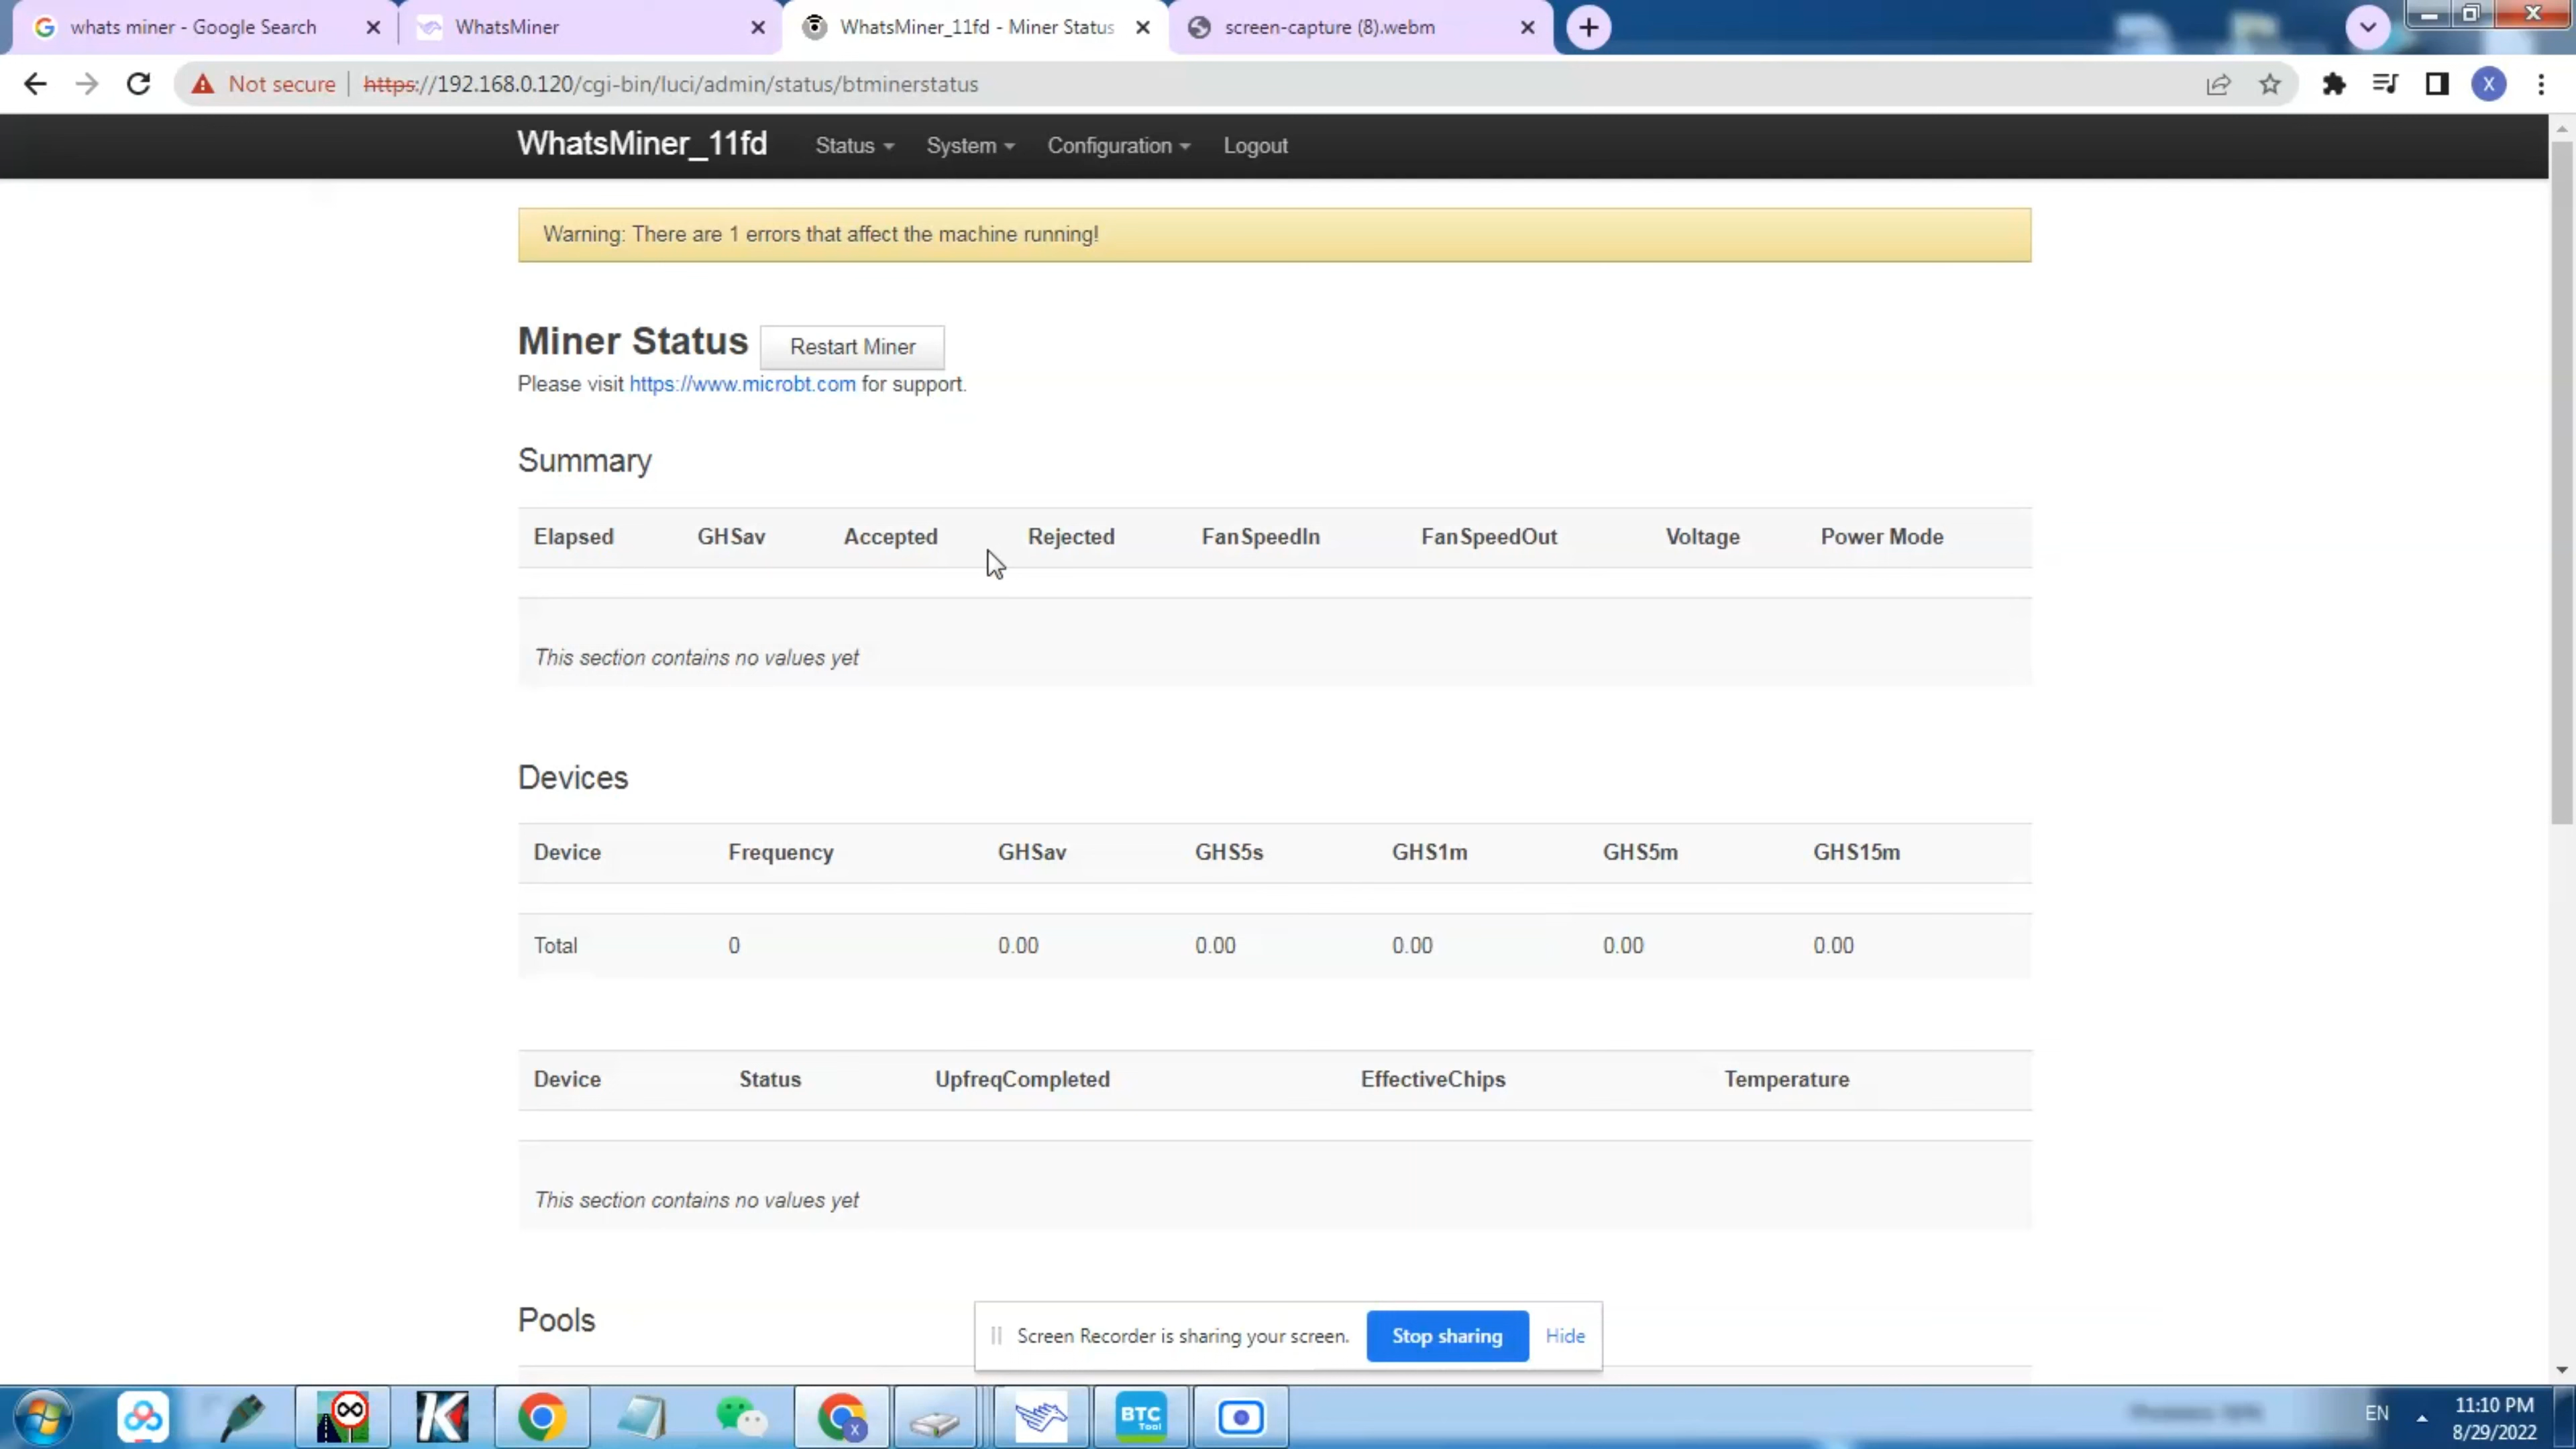 whats miner - Google Search
WhatsMiner
WhatsMiner_11fd - Miner Status
screen-capture (8).webm
Not secure
https://192.168.0.120/cgi-bin/luci/admin/status/btminerstatus
X
WhatsMiner_11fd
Status
System
Configuration
Logout
Warning: There are 1 errors that affect the machine running!
Miner Status
Restart Miner
Please visit https://www.microbt.com for support.
Summary
Elapsed GHSav Accepted Rejected FanSpeedIn FanSpeedOut Voltage Power Mode
This section contains no values yet
Devices
Device Frequency GHSav GHS5s GHS1m GHS5m GHS15m
Total 0 0.00 0.00 0.00 0.00 0.00
Device Status UpfreqCompleted EffectiveChips Temperature
This section contains no values yet
Pools
Screen Recorder is sharing your screen.
Stop sharing
Hide
K
X
BTC
Tool
EN
11:10 PM
8/29/2022